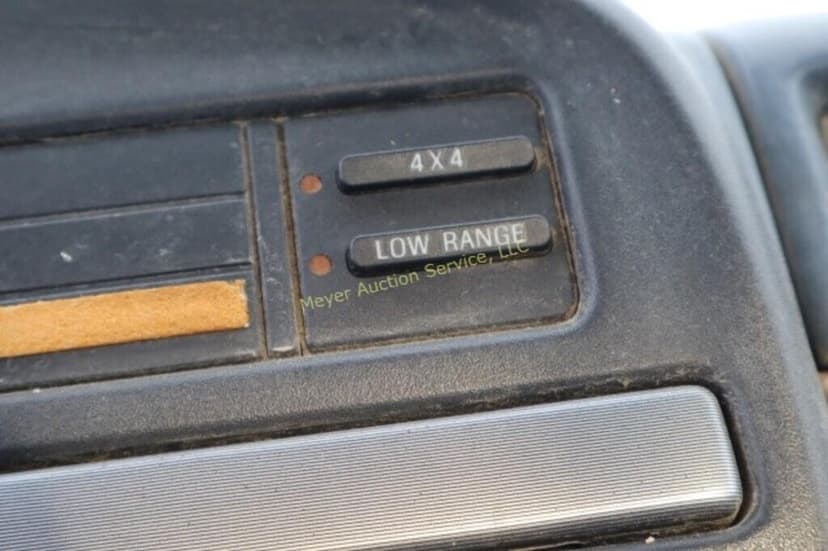 4X4
LOW RANGE
Meyer Auction Service, LLC